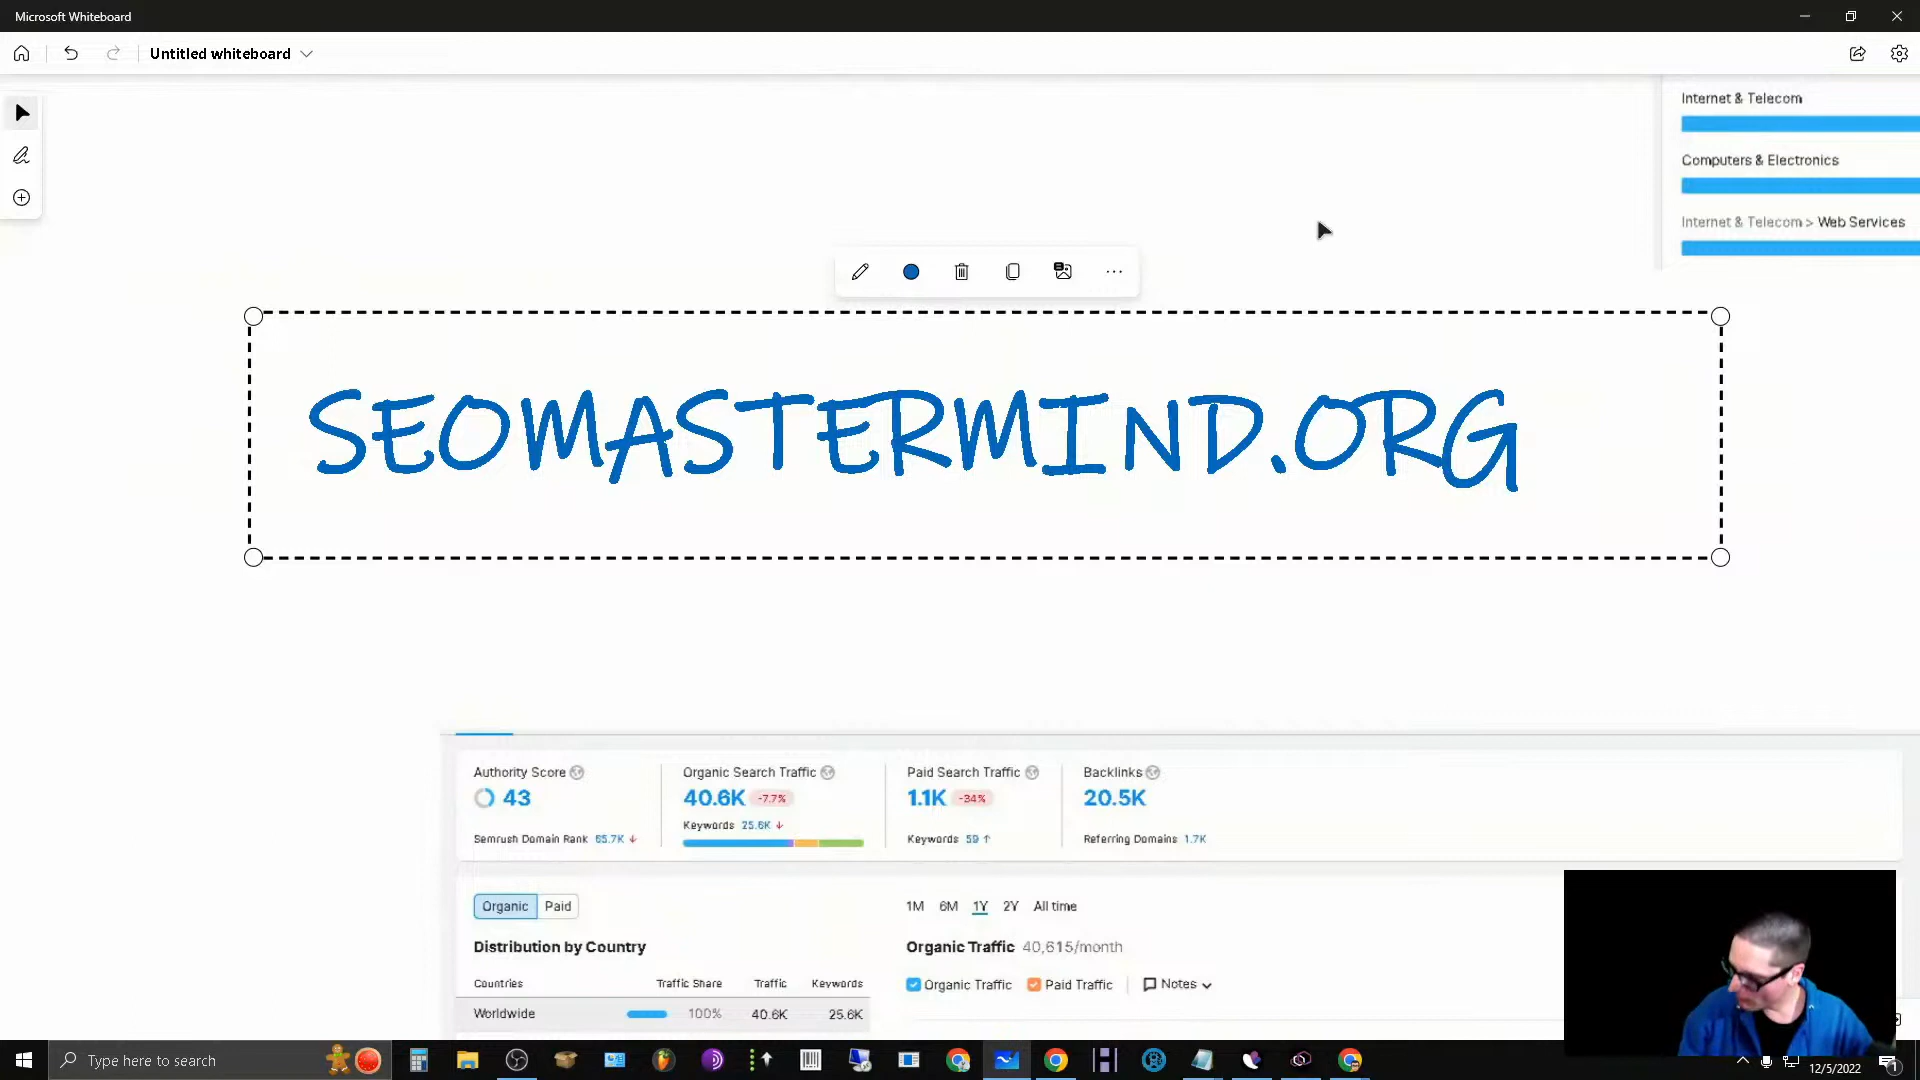 Microsoft Whiteboard
Untitled whiteboard
Internet & Telecom
Computers & Electronics
Internet & Telecom > Web Services
SEOMASTERMIND.ORG
Authority Score
43
Semrush Domain Rank 65.7K ↓
Organic Search Traffic
40.6K -7.7%
Keywords 25.6K ↓
Paid Search Traffic
1.1K -34%
Keywords 59 ↑
Backlinks
20.5K
Referring Domains 1.7K
Organic Paid
1M 6M 1Y 2Y All time
Distribution by Country
Organic Traffic 40,615/month
Countries Traffic Share Traffic Keywords
Organic Traffic Paid Traffic Notes
Worldwide 100% 40.6K 25.6K
Type here to search
12/5/2022
1